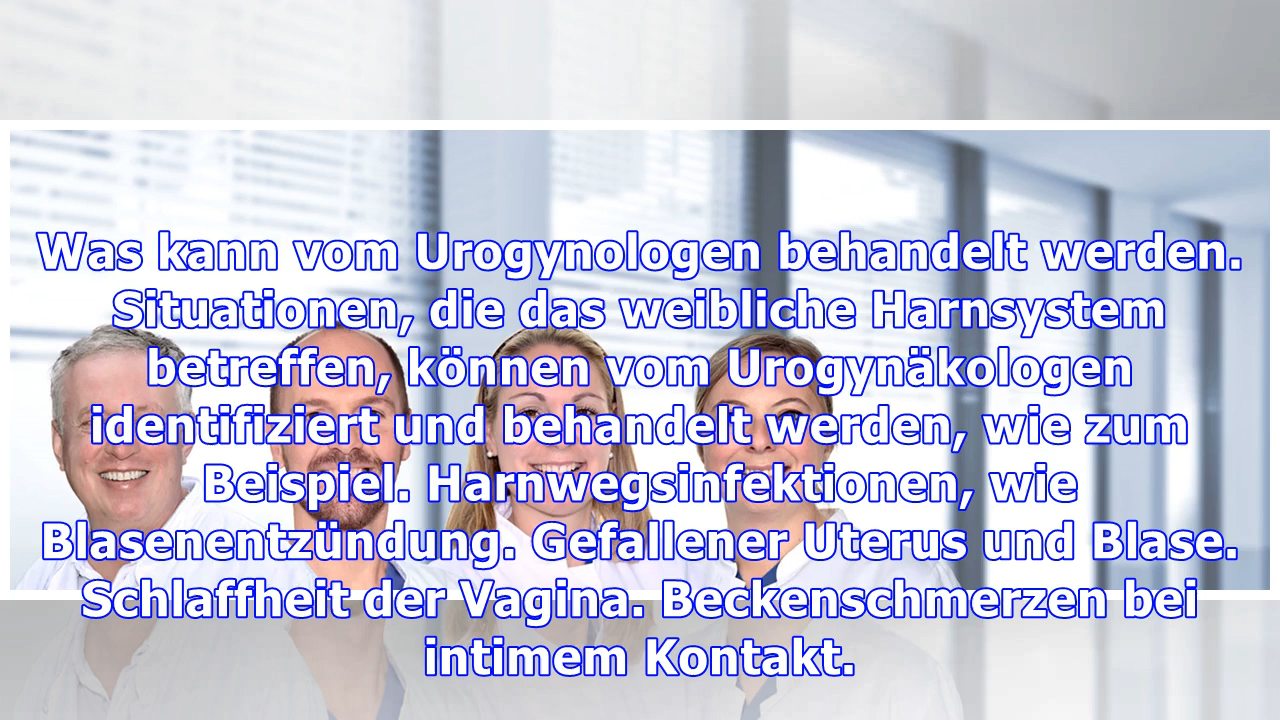 Was kann vom Urogynologen behandelt werden.
Situationen, die das weibliche Harnsystem
betreffen, können vom Urogynäkologen
identifiziert und behandelt werden, wie zum
Beispiel. Harnwegsinfektionen, wie
Blasenentzündung. Gefallener Uterus und Blase.
Schlaffheit der Vagina. Beckenschmerzen bei
intimem Kontakt.